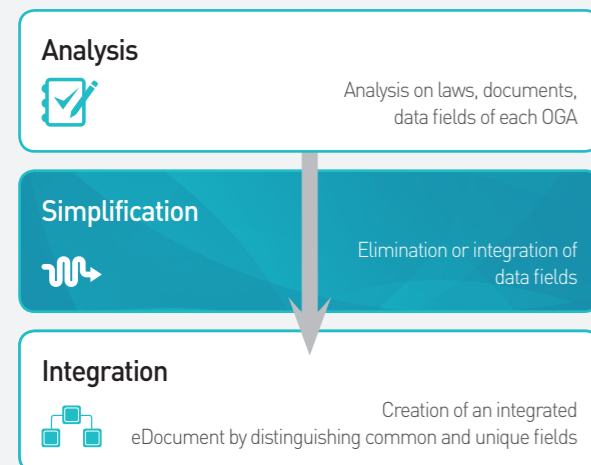 Analysis
Analysis on laws, documents,
data fields of each OGA
Simplification
Elimination or integration of
data fields
Integration
Creation of an integrated
eDocument by distinguishing common and unique fields